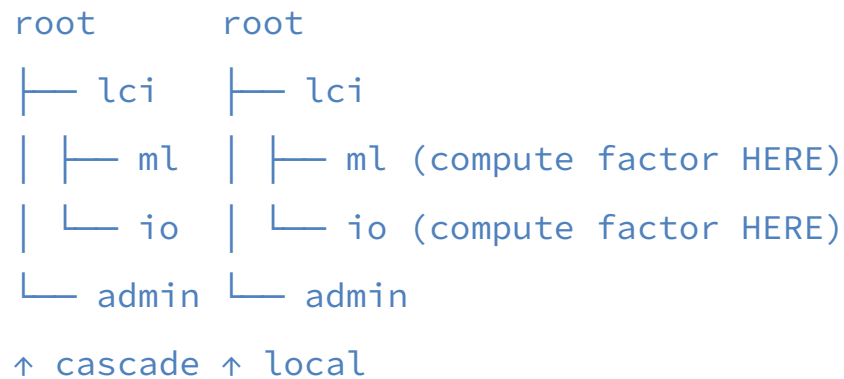 root      root
├── lci   ├── lci
│ ├── ml  │ ├── ml (compute factor HERE)
│ └── io  │ └── io (compute factor HERE)
└── admin └── admin
↑ cascade ↑ local